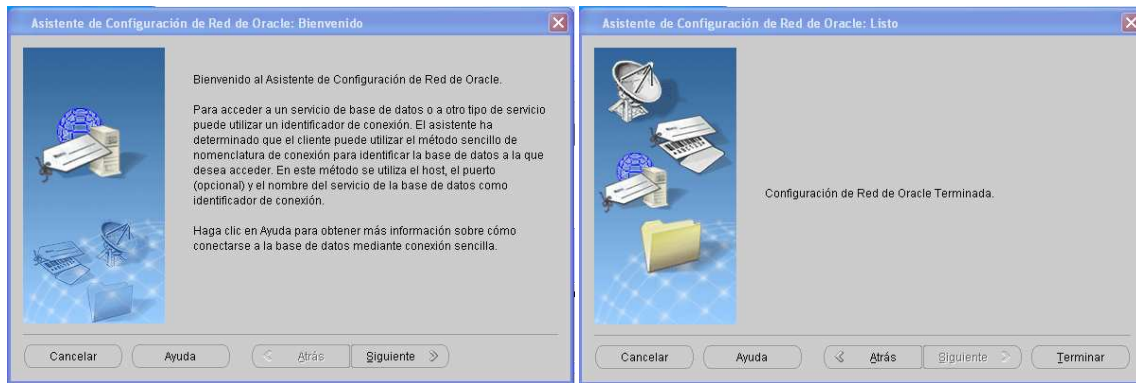 Asistente de Configuración de Red de Oracle: Bienvenido
Bienvenido al Asistente de Configuración de Red de Oracle.
Para acceder a un servicio de base de datos o a otro tipo de servicio
puede utilizar un identificador de conexión. El asistente ha
determinado que el cliente puede utilizar el método sencillo de
nomenclatura de conexión para identificar la base de datos a la que
desea acceder. En este método se utiliza el host, el puerto
(opcional) y el nombre del servicio de la base de datos como
identificador de conexión.
Haga clic en Ayuda para obtener más información sobre cómo
conectarse a la base de datos mediante conexión sencilla.
Cancelar Ayuda Atrás Siguiente
Asistente de Configuración de Red de Oracle: Listo
Configuración de Red de Oracle Terminada.
Cancelar Ayuda Atrás Siguiente Terminar